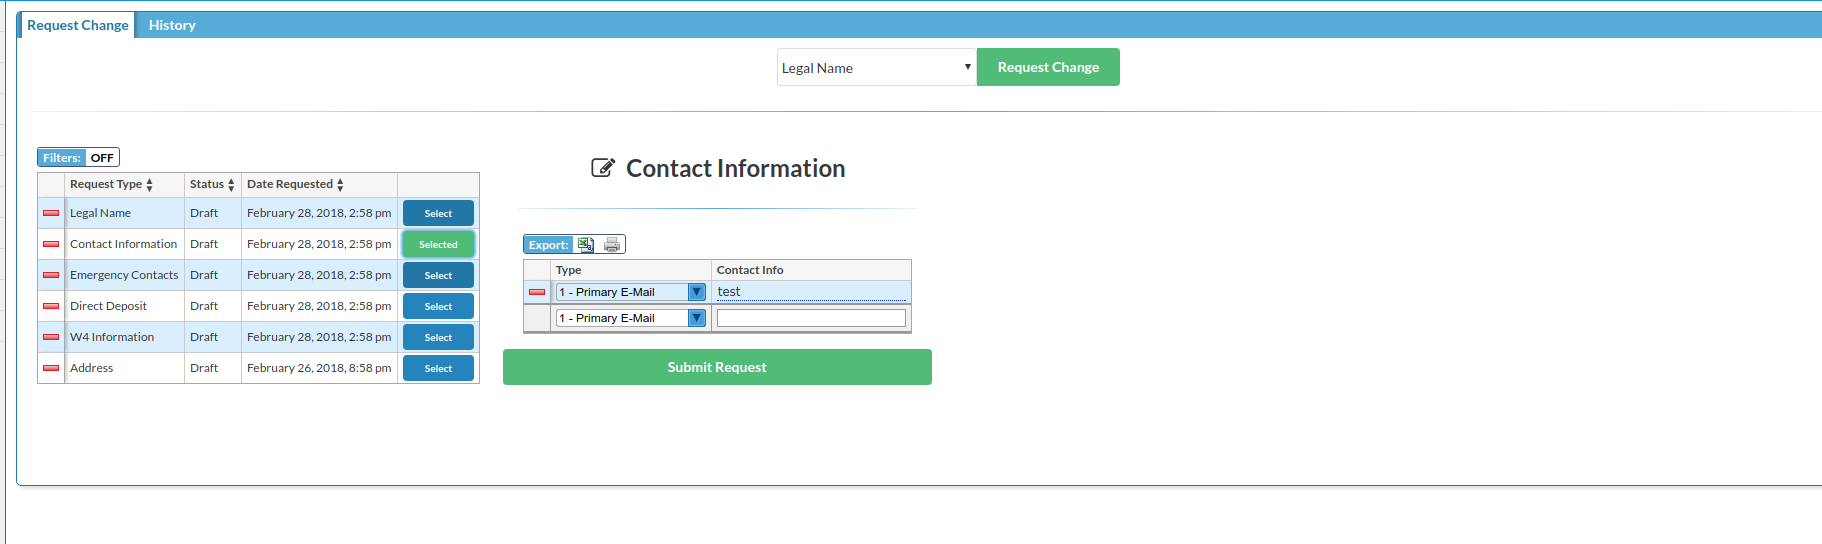 Request Change History
Legal Name Request Change
Filters: OFF
Request Type Status Date Requested
Legal Name Draft February 28, 2018, 2:58 pm Select
Contact Information Draft February 28, 2018, 2:58 pm Selected
Emergency Contacts Draft February 28, 2018, 2:58 pm Select
Direct Deposit Draft February 28, 2018, 2:58 pm Select
W4 Information Draft February 28, 2018, 2:58 pm Select
Address Draft February 26, 2018, 8:58 pm Select
Contact Information
Export:
Type Contact Info
1 - Primary E-Mail test
1 - Primary E-Mail
Submit Request